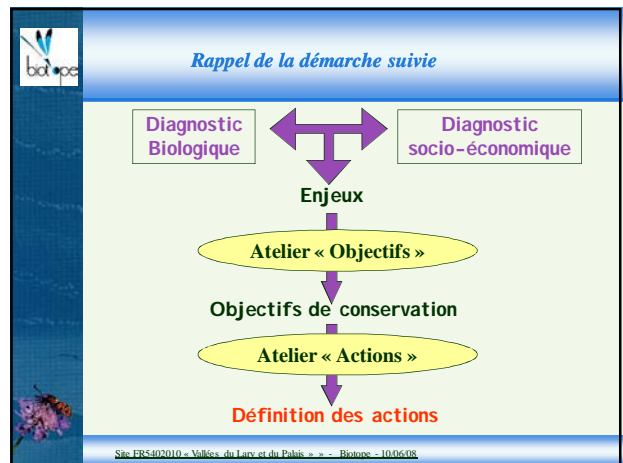 biotope
Rappel de la démarche suivie
Diagnostic
Biologique
Diagnostic
socio-économique
Enjeux
Atelier « Objectifs »
Objectifs de conservation
Atelier « Actions »
Définition des actions
Site FR5402010 « Vallées du Lary et du Palais » » - Biotope - 10/06/08